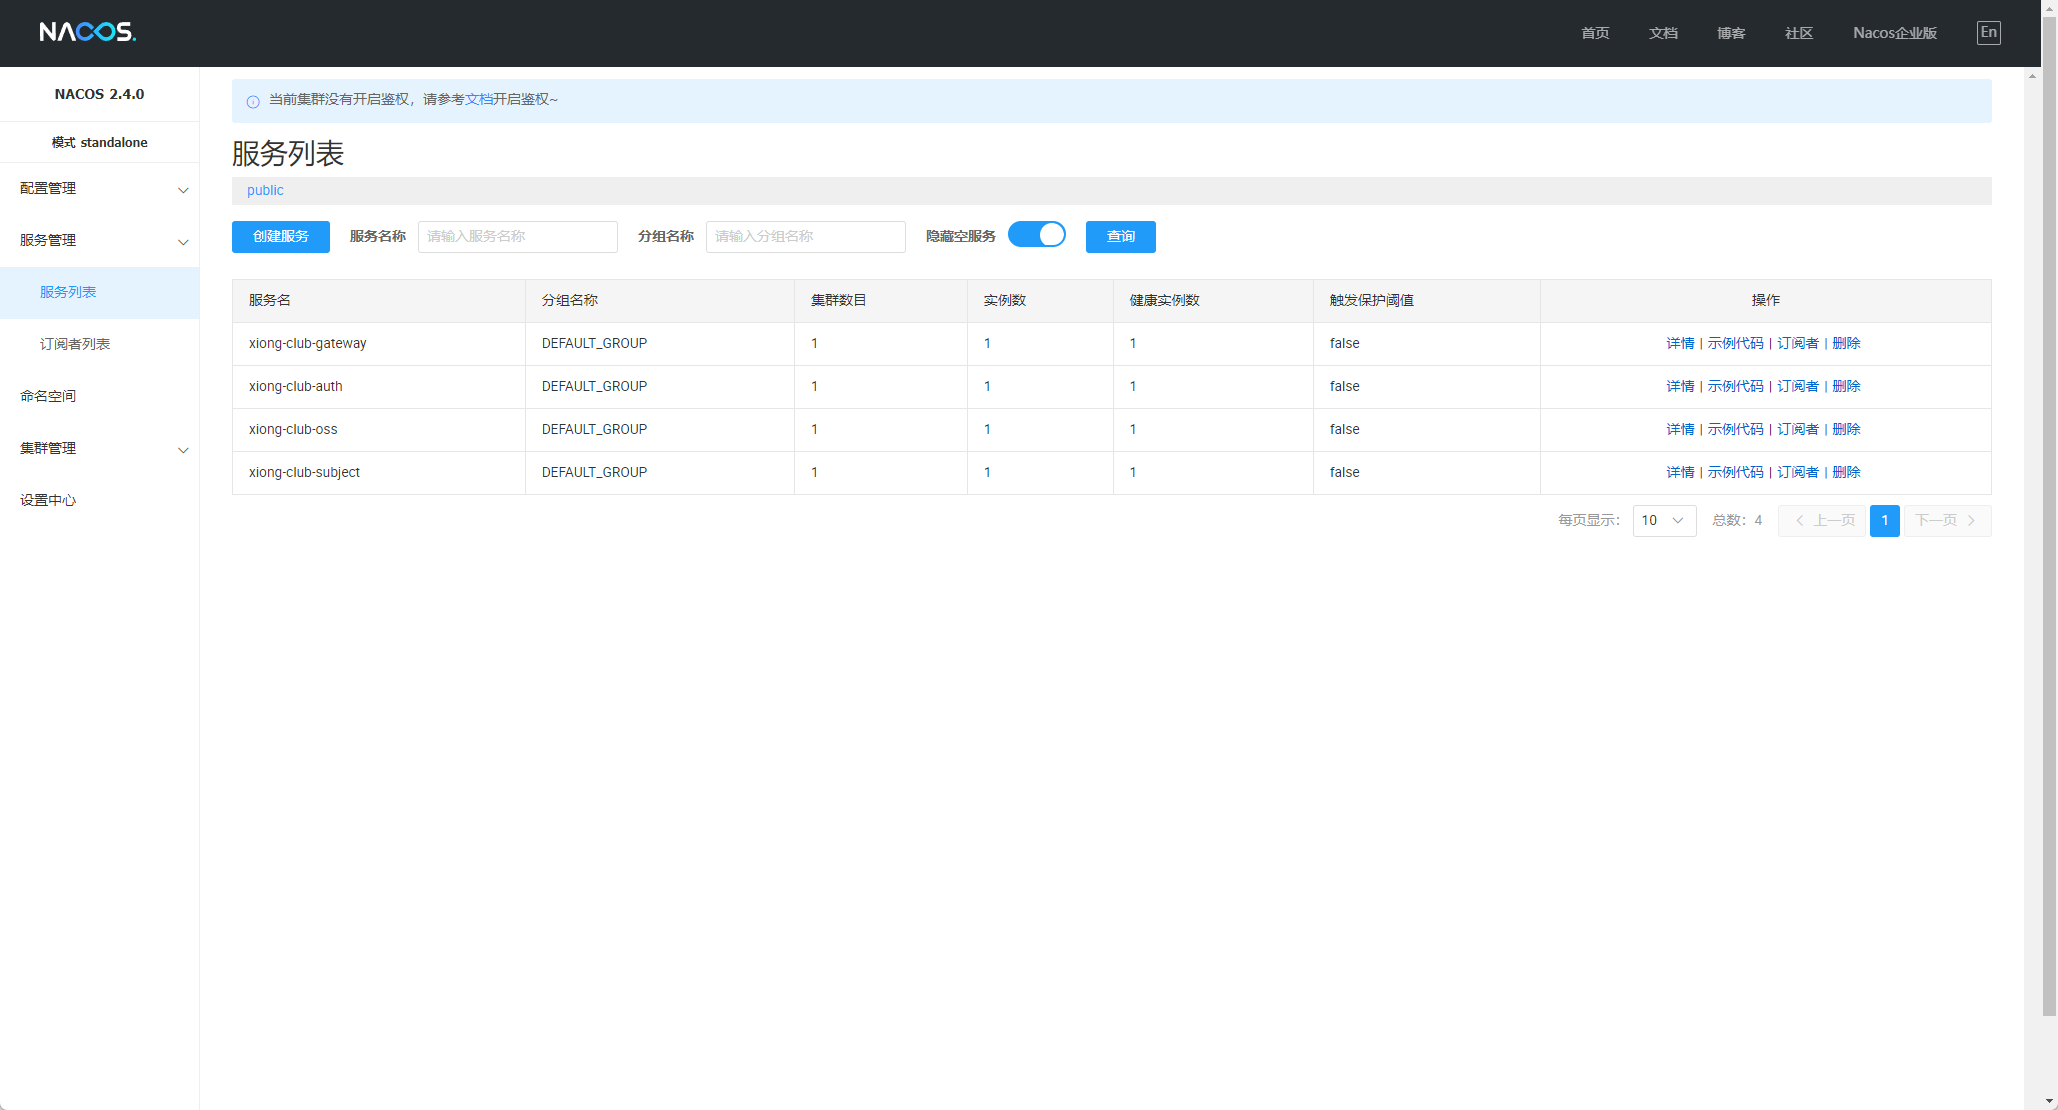 NACOS.
首页 文档 博客 社区 Nacos企业版 En
NACOS 2.4.0
模式 standalone
配置管理
服务管理
服务列表
订阅者列表
命名空间
集群管理
设置中心
当前集群没有开启鉴权，请参考文档开启鉴权~
服务列表
public
创建服务 服务名称 请输入服务名称 分组名称 请输入分组名称 隐藏空服务 查询
服务名 分组名称 集群数目 实例数 健康实例数 触发保护阈值 操作
xiong-club-gateway DEFAULT_GROUP 1 1 1 false 详情 | 示例代码 | 订阅者 | 删除
xiong-club-auth DEFAULT_GROUP 1 1 1 false 详情 | 示例代码 | 订阅者 | 删除
xiong-club-oss DEFAULT_GROUP 1 1 1 false 详情 | 示例代码 | 订阅者 | 删除
xiong-club-subject DEFAULT_GROUP 1 1 1 false 详情 | 示例代码 | 订阅者 | 删除
每页显示： 10 总数：4 上一页 1 下一页